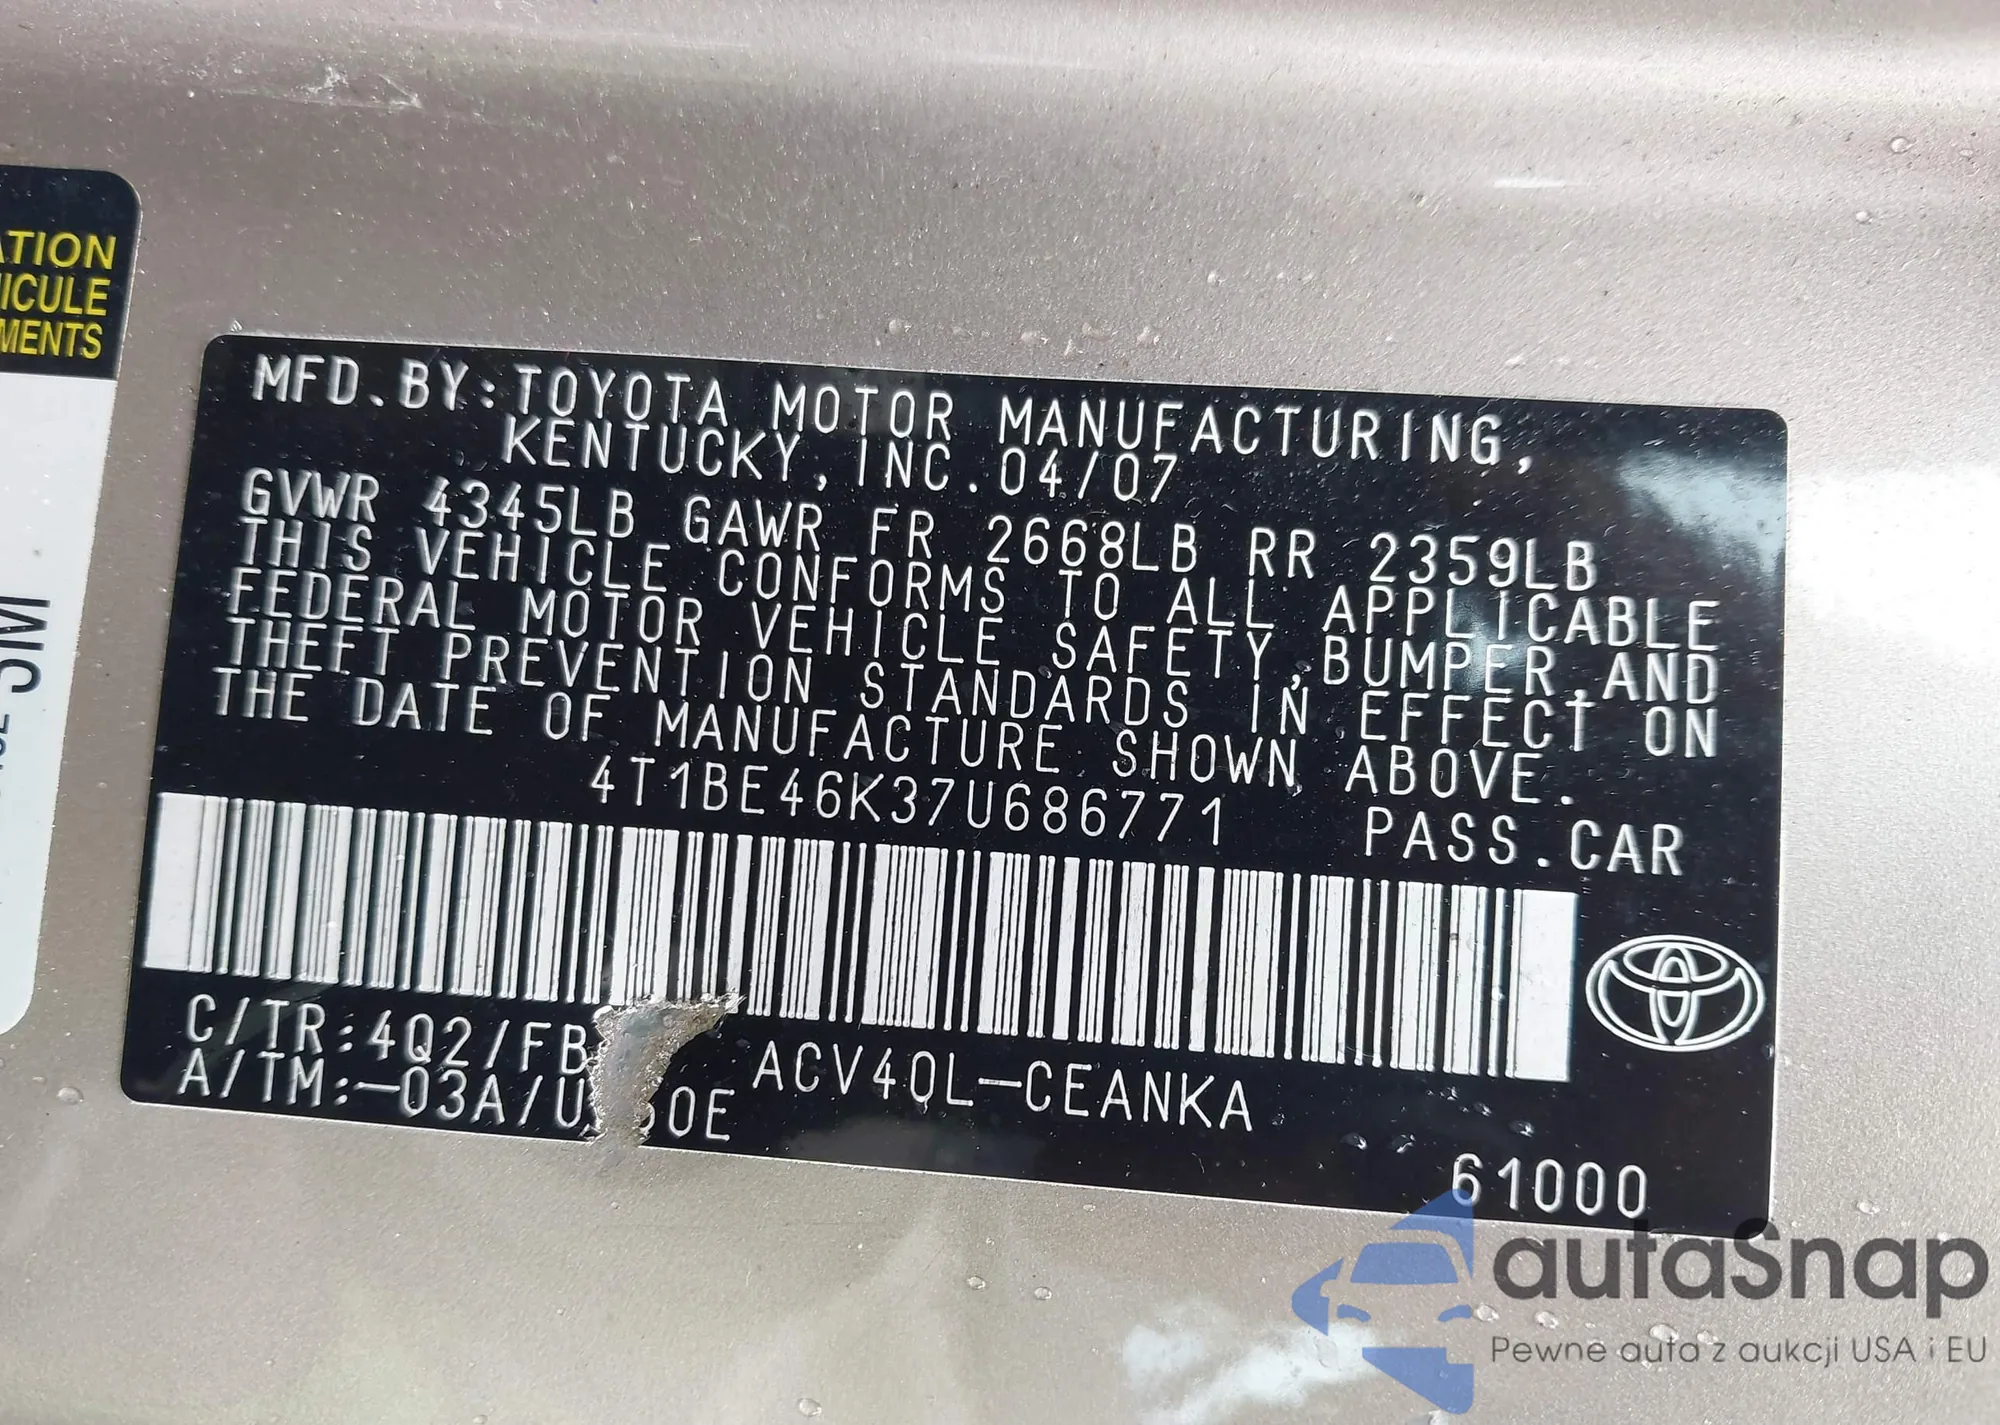 ATION
ICULE
MENTS
5M
MFD.BY:TOYOTA MOTOR MANUFACTURING,
KENTUCKY, INC. 04/07
GVWR 4345LB GAWR FR 2668LB RR 2359LB
THIS VEHICLE CONFORMS TO ALL APPLICABLE
FEDERAL MOTOR VEHICLE SAFETY,BUMPER,AND
THEFT PREVENTION STANDARDS IN EFFECT ON
THE DATE OF MANUFACTURE SHOWN ABOVE.
4T1BE46K37U686771 PASS.CAR
C/TR:4Q2/FB
ACV40L-CEANKA
A/TM:-03A/U 0E
61000
autaSnap
Pewne auta z aukcji USA i EU